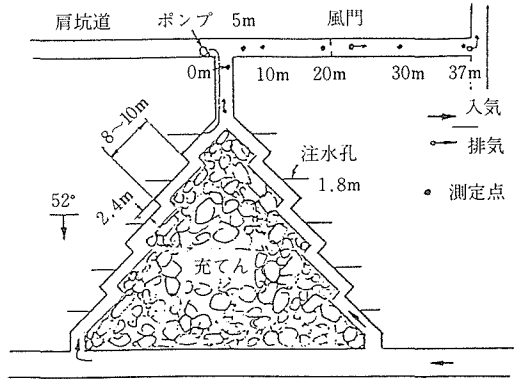 肩坑道 ポンプ 5m 風門
0m 10m 20m 30m 37m
入気
排気
測定点
8〜10m
2.4m
52°
注水孔
1.8m
充てん